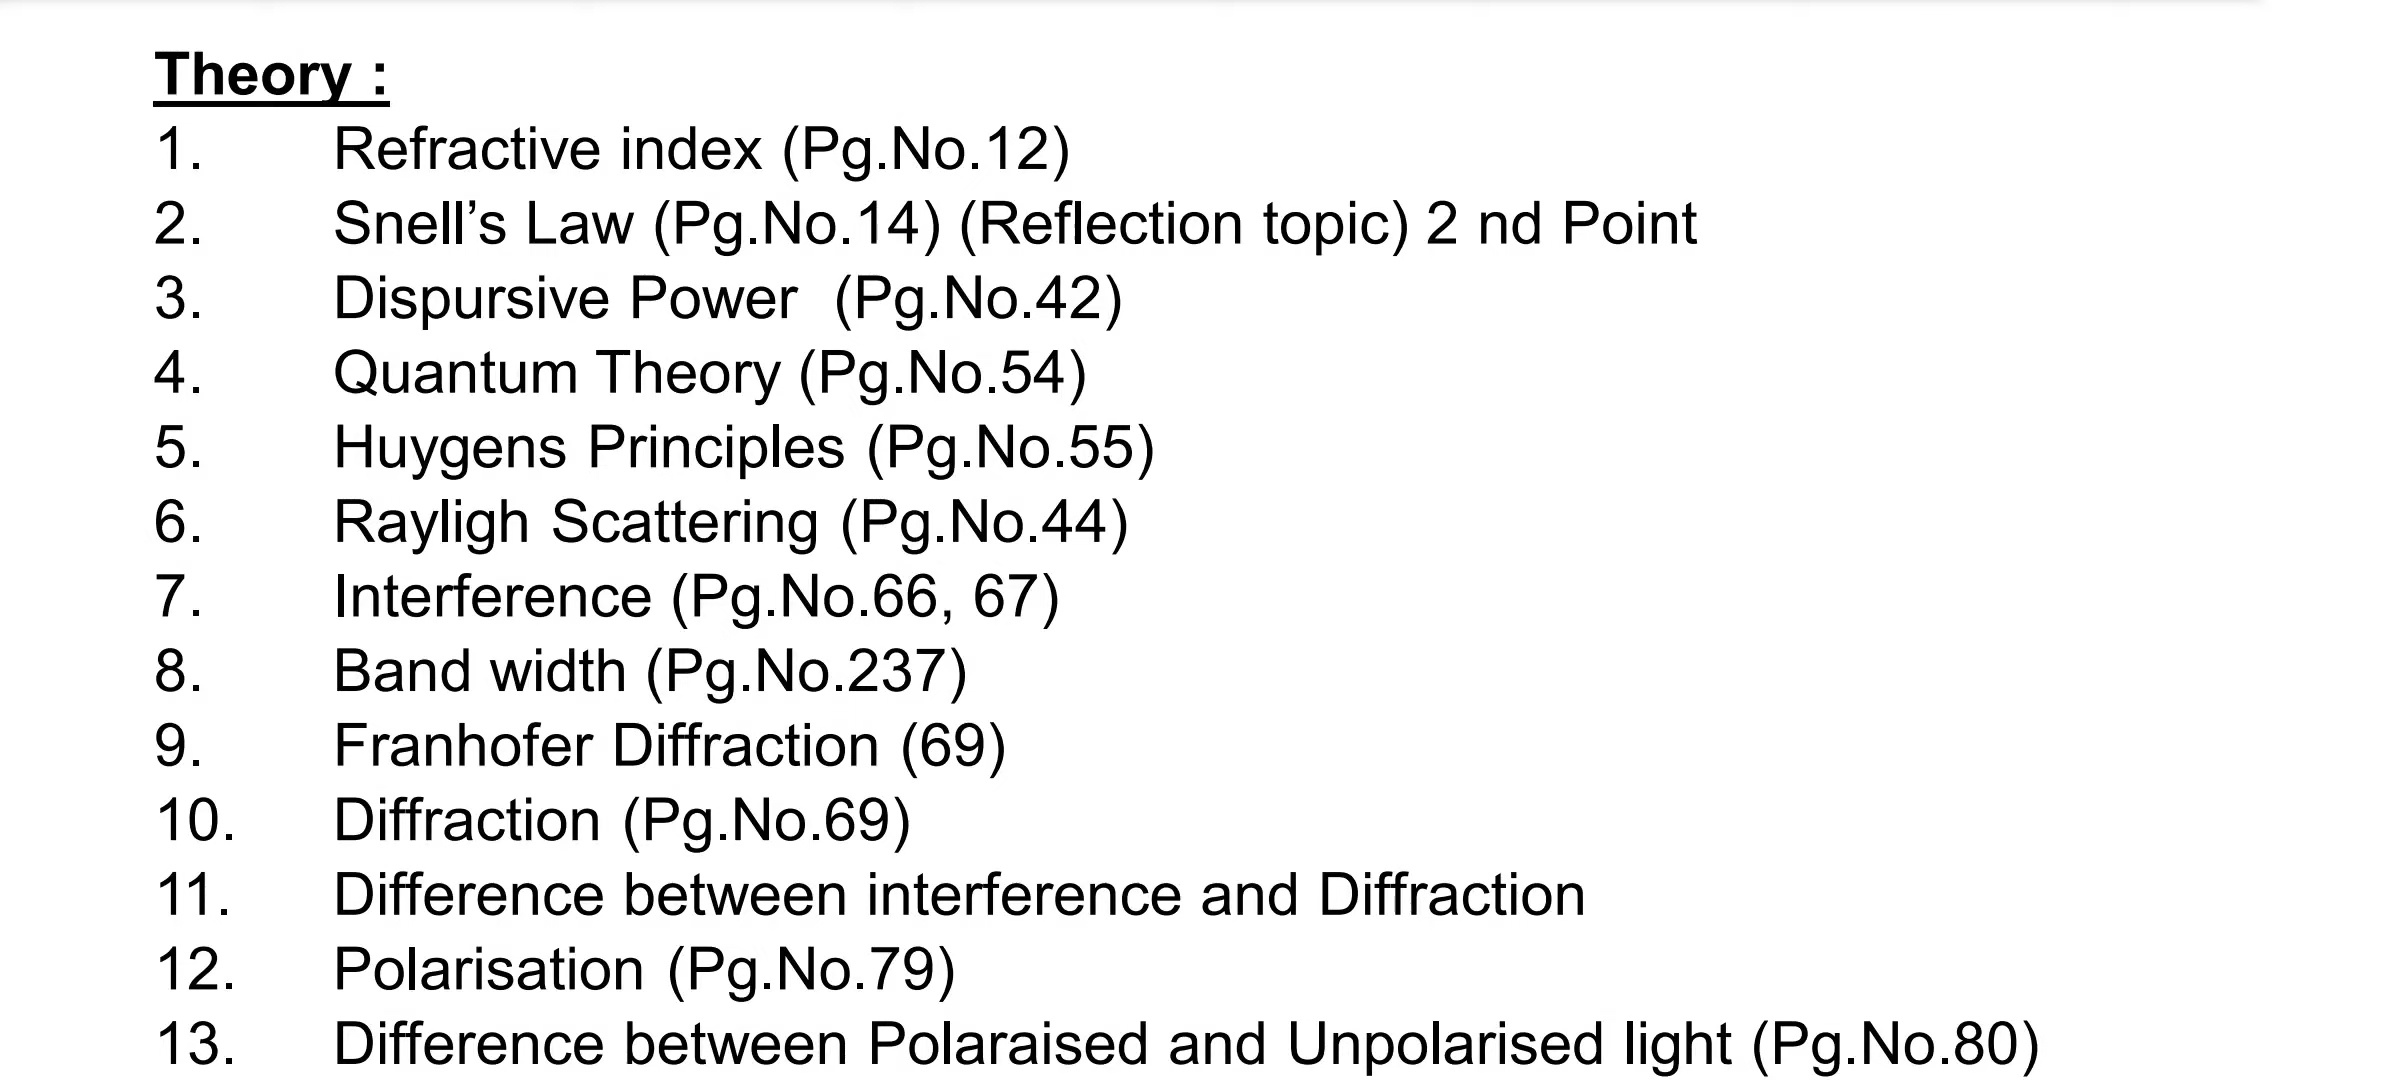 Theory :
1. Refractive index (Pg.No.12)
2. Snell’s Law (Pg.No.14) (Reflection topic) 2 nd Point
3. Dispursive Power (Pg.No.42)
4. Quantum Theory (Pg.No.54)
5. Huygens Principles (Pg.No.55)
6. Rayligh Scattering (Pg.No.44)
7. Interference (Pg.No.66, 67)
8. Band width (Pg.No.237)
9. Franhofer Diffraction (69)
10. Diffraction (Pg.No.69)
11. Difference between interference and Diffraction
12. Polarisation (Pg.No.79)
13. Difference between Polaraised and Unpolarised light (Pg.No.80)